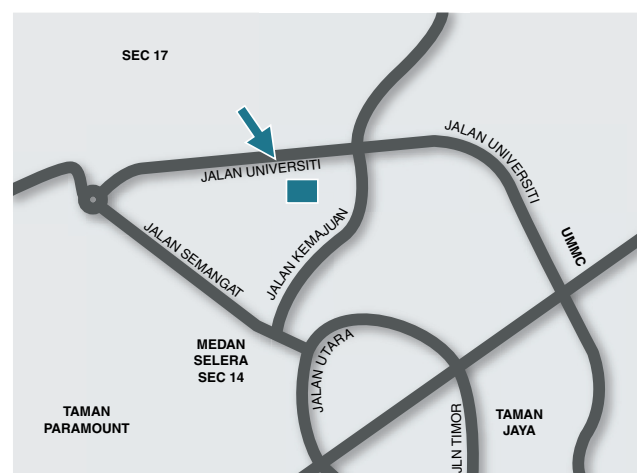 SEC 17
JALAN UNIVERSITI
JALAN UNIVERSITI
JALAN KEMAJUAN
JALAN SEMANGAT
UMMC
MEDAN
SELERA
SEC 14
JALAN UTARA
TAMAN
PARAMOUNT
JLN TIMOR
TAMAN
JAYA